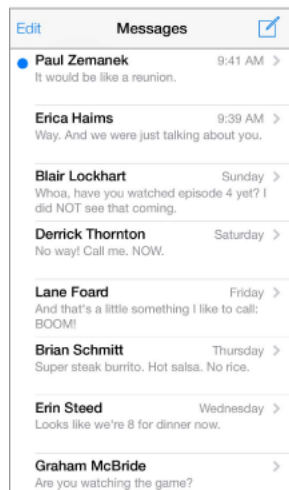 Edit Messages
Paul Zemanek 9:41 AM
It would be like a reunion.
Erica Haims 9:39 AM
Way. And we were just talking about you.
Blair Lockhart Sunday
Whoa, have you watched episode 4 yet? I
did NOT see that coming.
Derrick Thornton Saturday
No way! Call me. NOW.
Lane Foard Friday
And that's a little something I like to call:
BOOM!
Brian Schmitt Thursday
Super steak burrito. Hot salsa. No rice.
Erin Steed Wednesday
Looks like we're 8 for dinner now.
Graham McBride
Are you watching the game?